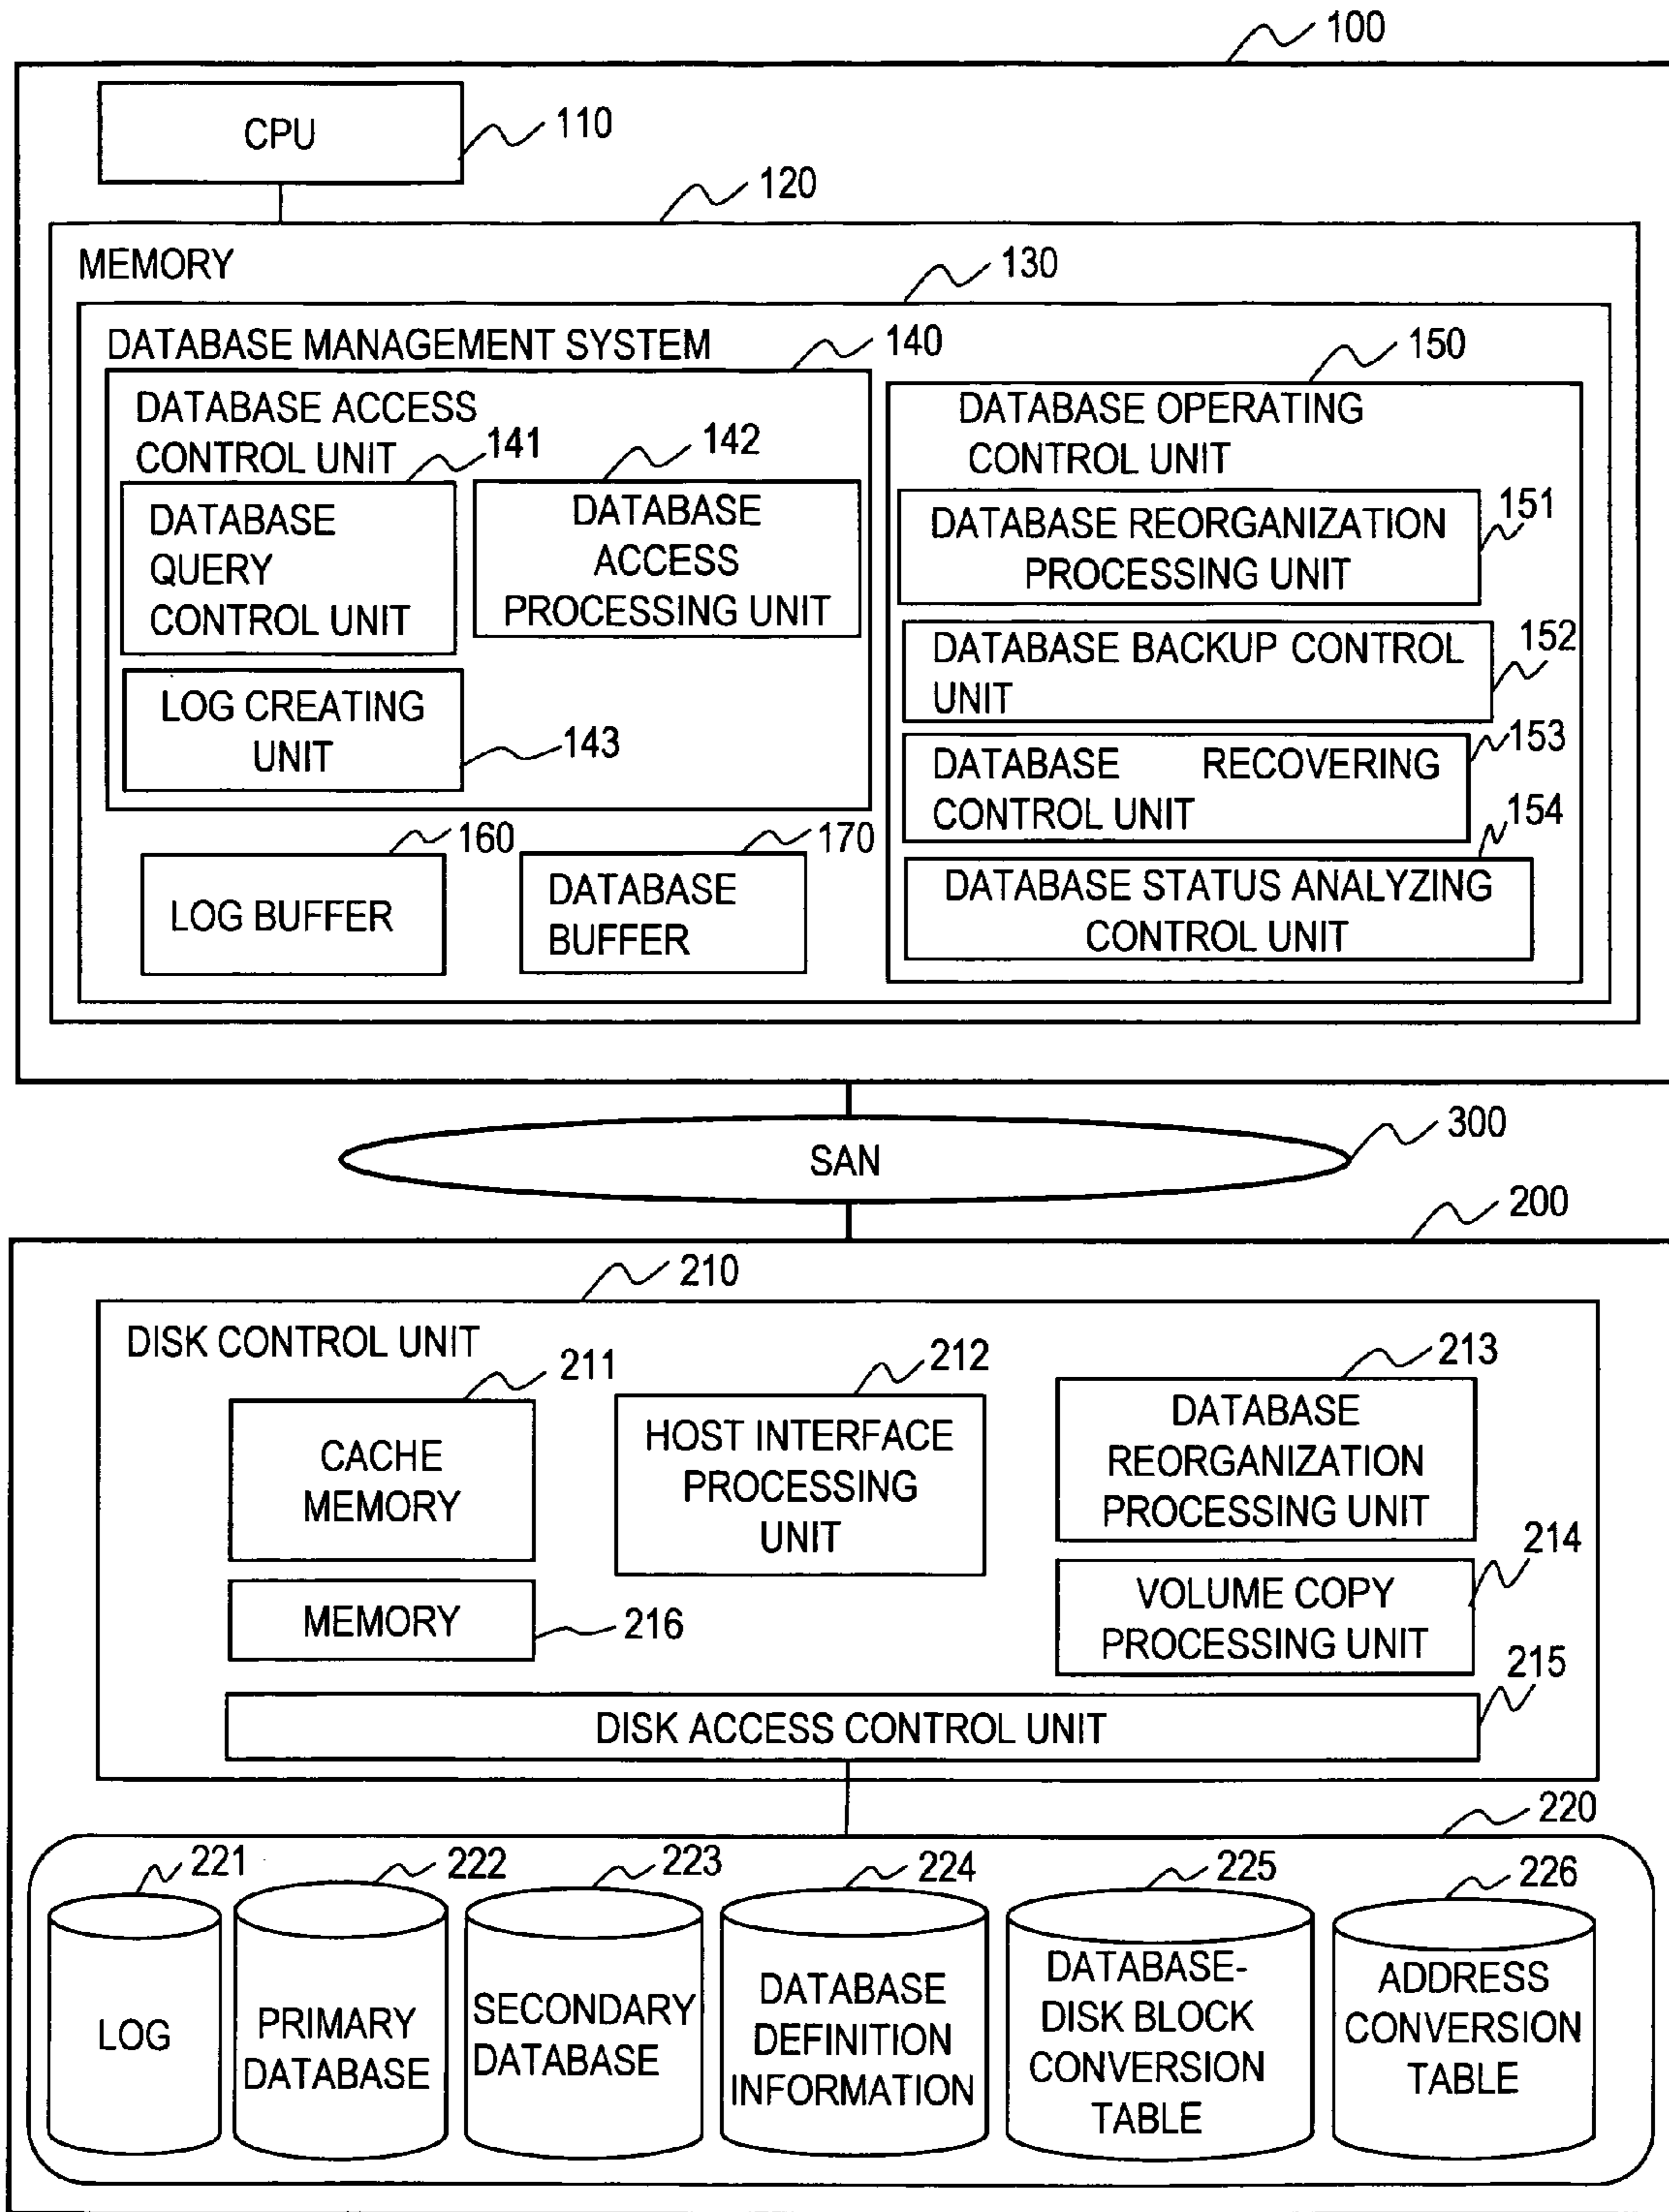 100
CPU
110
120
MEMORY
130
DATABASE MANAGEMENT SYSTEM
140
150
DATABASE ACCESS
CONTROL UNIT
141
142
DATABASE
QUERY
CONTROL UNIT
DATABASE
ACCESS
PROCESSING UNIT
LOG CREATING
UNIT
143
DATABASE OPERATING
CONTROL UNIT
DATABASE REORGANIZATION
PROCESSING UNIT
151
DATABASE BACKUP CONTROL
UNIT
152
DATABASE RECOVERING
CONTROL UNIT
153
154
DATABASE STATUS ANALYZING
CONTROL UNIT
160
LOG BUFFER
170
DATABASE
BUFFER
SAN
300
200
210
DISK CONTROL UNIT
211
CACHE
MEMORY
212
HOST INTERFACE
PROCESSING
UNIT
213
DATABASE
REORGANIZATION
PROCESSING UNIT
MEMORY
216
214
VOLUME COPY
PROCESSING UNIT
215
DISK ACCESS CONTROL UNIT
220
221
LOG
222
PRIMARY
DATABASE
223
SECONDARY
DATABASE
224
DATABASE
DEFINITION
INFORMATION
225
DATABASE-
DISK BLOCK
CONVERSION
TABLE
226
ADDRESS
CONVERSION
TABLE